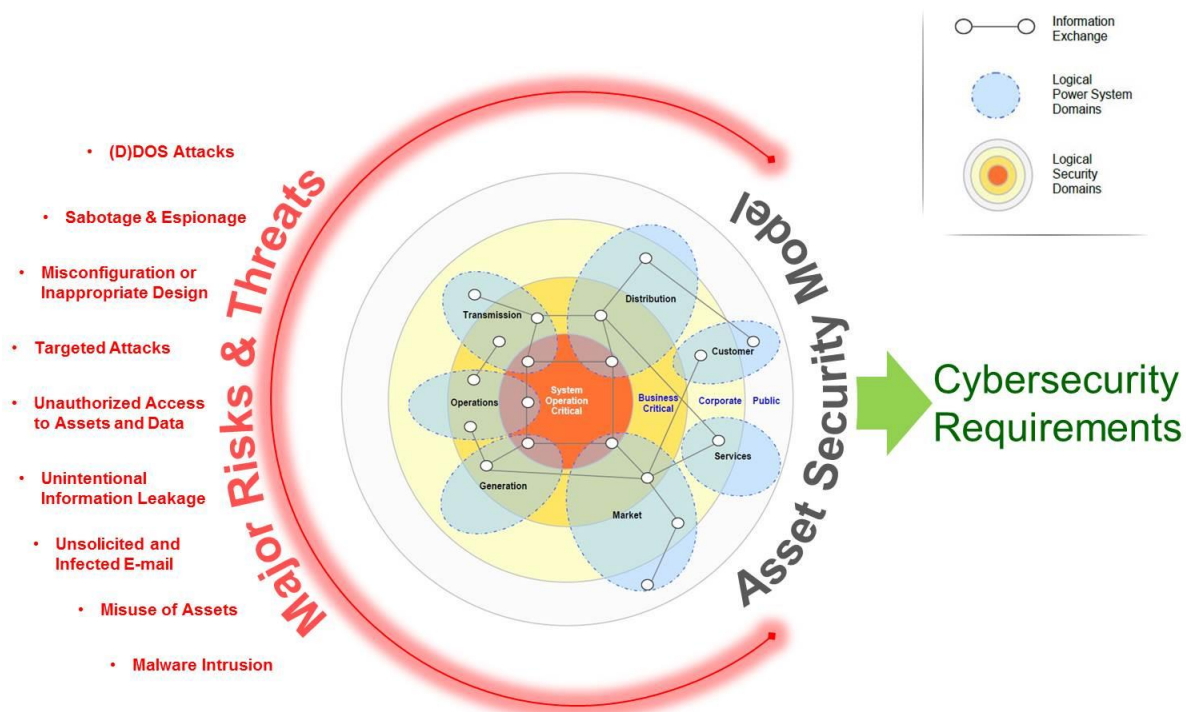 Information
Exchange
Logical
Power System
Domains
Logical
Security
Domains
Major Risks & Threats
• (D)DOS Attacks
• Sabotage & Espionage
• Misconfiguration or
Inappropriate Design
• Targeted Attacks
• Unauthorized Access
to Assets and Data
• Unintentional
Information Leakage
• Unsolicited and
Infected E-mail
• Misuse of Assets
• Malware Intrusion
Transmission
Distribution
Customer
Operations
System
Operation
Critical
Business
Critical
Corporate
Public
Services
Generation
Market
Asset Security Model
Cybersecurity
Requirements